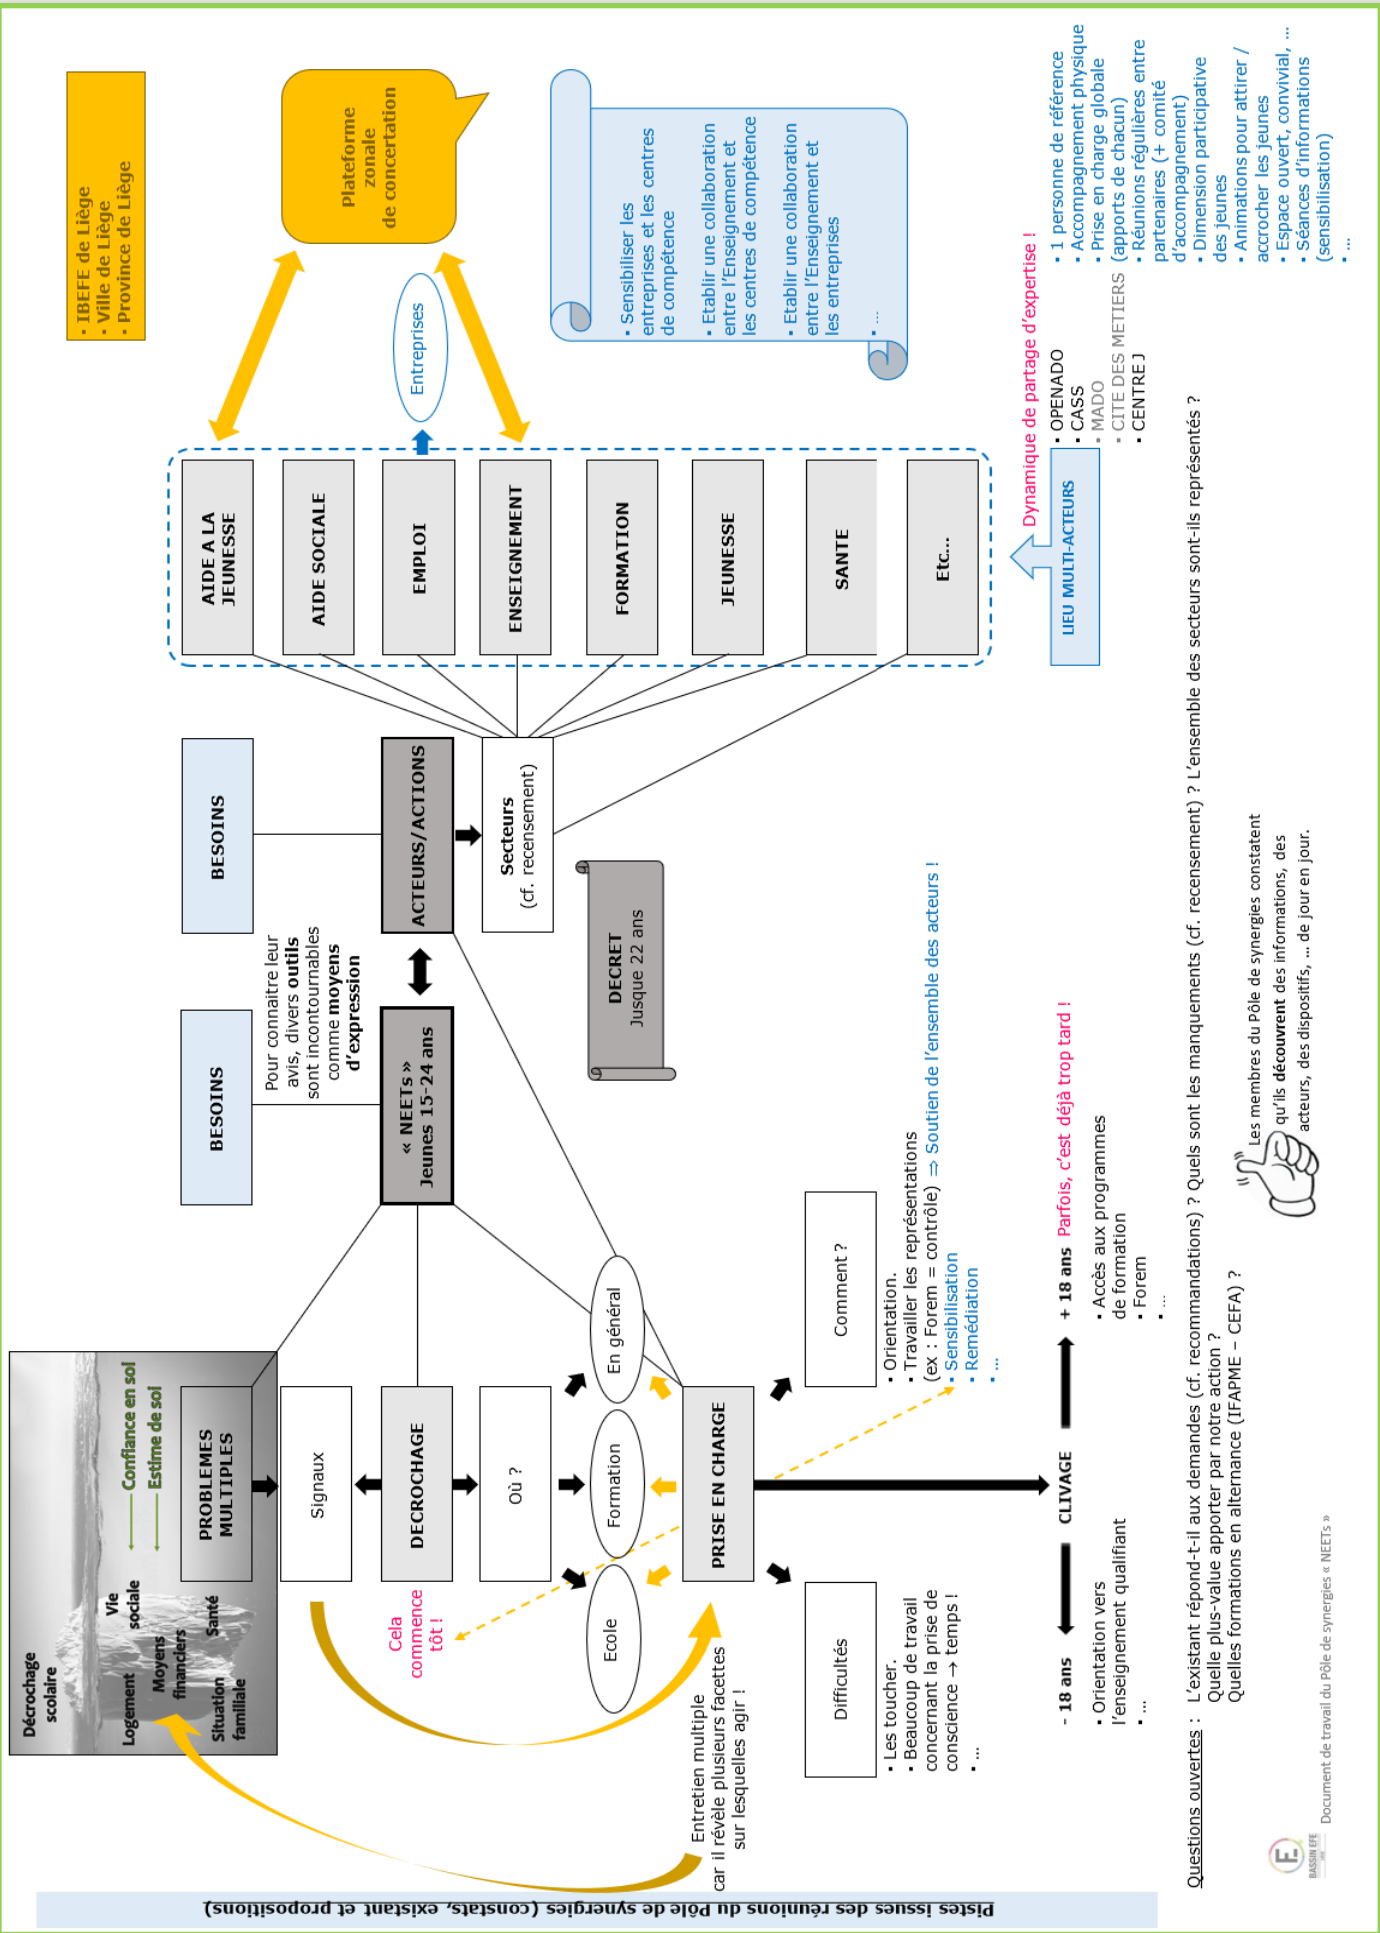 Pistes issues des réunions du Pôle de synergies (constats, existant et propositions)
Décrochage
scolaire
Logement
Vie
sociale
Moyens
financiers
Santé
Situation
familiale
Confiance en soi
Estime de soi
PROBLEMES
MULTIPLES
Signaux
DECROCHAGE
Cela
commence
tôt !
Où ?
Ecole
Formation
En général
PRISE EN CHARGE
Entretien multiple
car il révèle plusieurs facettes
sur lesquelles agir !
Difficultés
▪ Les toucher.
▪ Beaucoup de travail
concernant la prise de
conscience → temps !
▪ ...
Comment ?
▪ Orientation.
▪ Travailler les représentations
(ex : Forem = contrôle) ⇒ Soutien de l'ensemble des acteurs !
▪ Sensibilisation
▪ Remédiation
▪ ...
- 18 ans
CLIVAGE
+ 18 ans Parfois, c'est déjà trop tard !
▪ Orientation vers
l'enseignement qualifiant
▪ ...
▪ Accès aux programmes
de formation
▪ Forem
▪ ...
BESOINS
Pour connaitre leur
avis, divers outils
sont incontournables
comme moyens
d'expression
« NEETs »
Jeunes 15-24 ans
BESOINS
ACTEURS/ACTIONS
Secteurs
(cf. recensement)
DECRET
Jusque 22 ans
AIDE A LA
JEUNESSE
AIDE SOCIALE
EMPLOI
ENSEIGNEMENT
FORMATION
JEUNESSE
SANTE
Etc...
Entreprises
▪ IBEFE de Liège
▪ Ville de Liège
▪ Province de Liège
Plateforme
zonale
de concertation
▪ Sensibiliser les
entreprises et les centres
de compétence
▪ Etablir une collaboration
entre l'Enseignement et
les centres de compétence
▪ Etablir une collaboration
entre l'Enseignement et
les entreprises
▪ ...
Dynamique de partage d'expertise !
LIEU MULTI-ACTEURS
▪ OPENADO
▪ CASS
▪ MADO
▪ CITE DES METIERS
▪ CENTRE J
▪ 1 personne de référence
▪ Accompagnement physique
▪ Prise en charge globale
(apports de chacun)
▪ Réunions régulières entre
partenaires (+ comité
d'accompagnement)
▪ Dimension participative
des jeunes
▪ Animations pour attirer /
accrocher les jeunes
▪ Espace ouvert, convivial, ...
▪ Séances d'informations
(sensibilisation)
▪ ...
Questions ouvertes : L'existant répond-t-il aux demandes (cf. recommandations) ? Quels sont les manquements (cf. recensement) ? L'ensemble des secteurs sont-ils représentés ?
Quelle plus-value apporter par notre action ?
Quelles formations en alternance (IFAPME – CEFA) ?
Les membres du Pôle de synergies constatent
qu'ils découvrent des informations, des
acteurs, des dispositifs, ... de jour en jour.
E
BASSIN EFE
Document de travail du Pôle de synergies « NEETs »